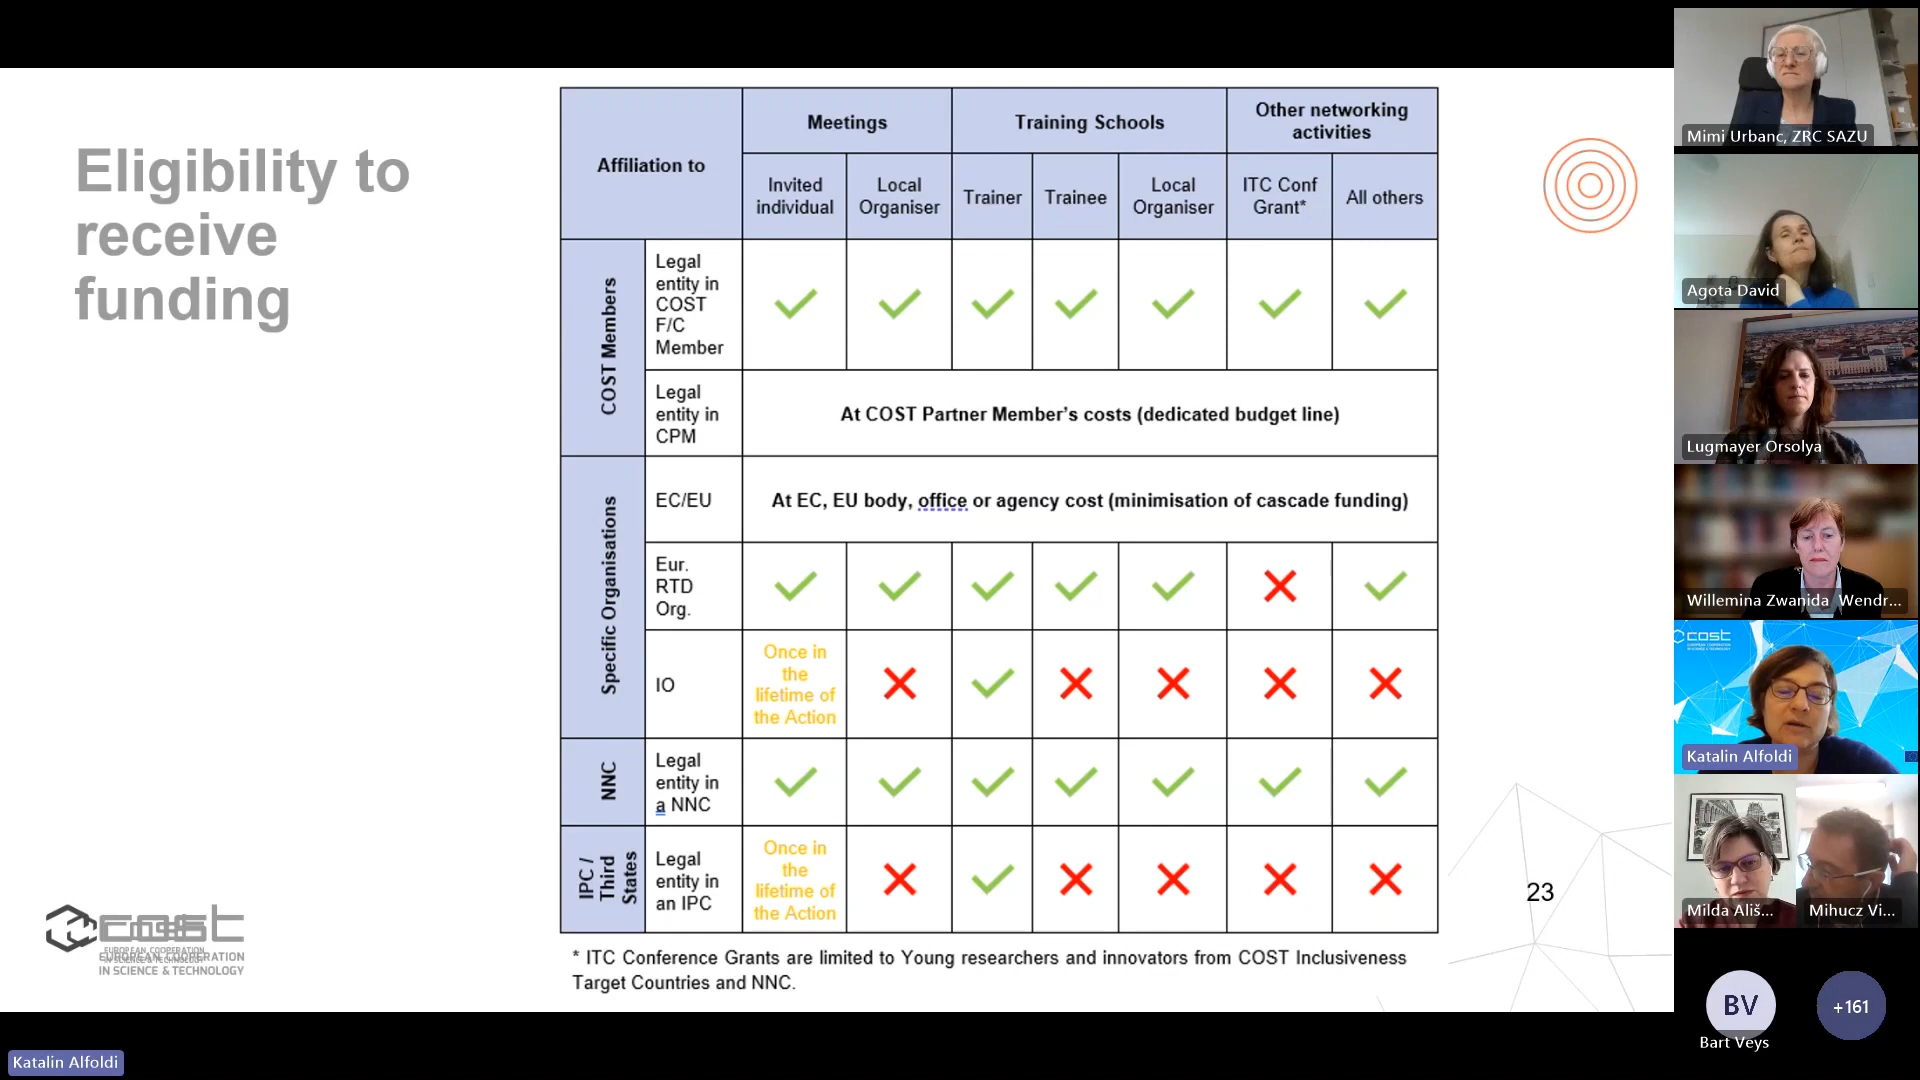 Eligibility to
receive
funding
Affiliation to
Meetings
Training Schools
Other networking
activities
Invited
individual
Local
Organiser
Trainer
Trainee
Local
Organiser
ITC Conf
Grant*
All others
COST Members
Legal
entity in
COST
F/C
Member
Legal
entity in
CPM
At COST Partner Member's costs (dedicated budget line)
Specific Organisations
EC/EU
At EC, EU body, office or agency cost (minimisation of cascade funding)
Eur.
RTD
Org.
IO
Once in
the
lifetime of
the Action
NNC
Legal
entity in
a NNC
IPC /
Third
States
Legal
entity in
an IPC
Once in
the
lifetime of
the Action
* ITC Conference Grants are limited to Young researchers and innovators from COST Inclusiveness
Target Countries and NNC.
23
cost
EUROPEAN COOPERATION
IN SCIENCE & TECHNOLOGY
Katalin Alfoldi
Mimi Urbanc, ZRC SAZU
Agota David
Lugmayer Orsolya
Willemina Zwanida Wendr...
cost
EUROPEAN COOPERATION
IN SCIENCE & TECHNOLOGY
Katalin Alfoldi
Milda Ališ...
Mihucz Vi...
BV
+161
Bart Veys